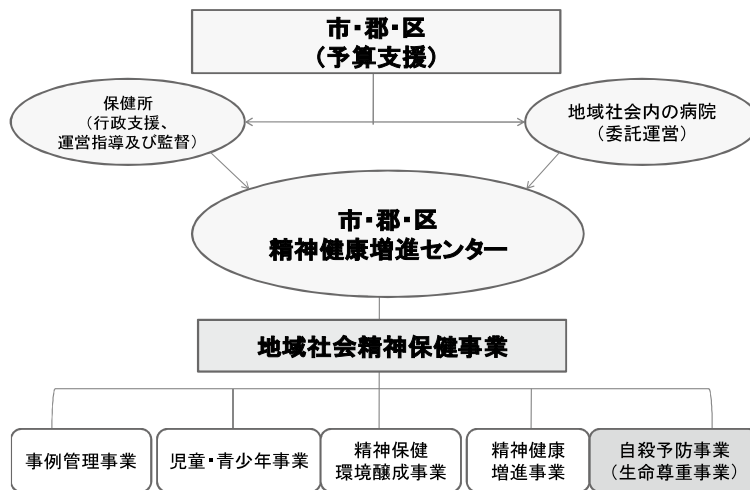 市・郡・区
（予算支援）
保健所
（行政支援、
運営指導及び監督）
地域社会内の病院
（委託運営）
市・郡・区
精神健康増進センター
地域社会精神保健事業
事例管理事業
児童・青少年事業
精神保健
環境醸成事業
精神健康
増進事業
自殺予防事業
（生命尊重事業）